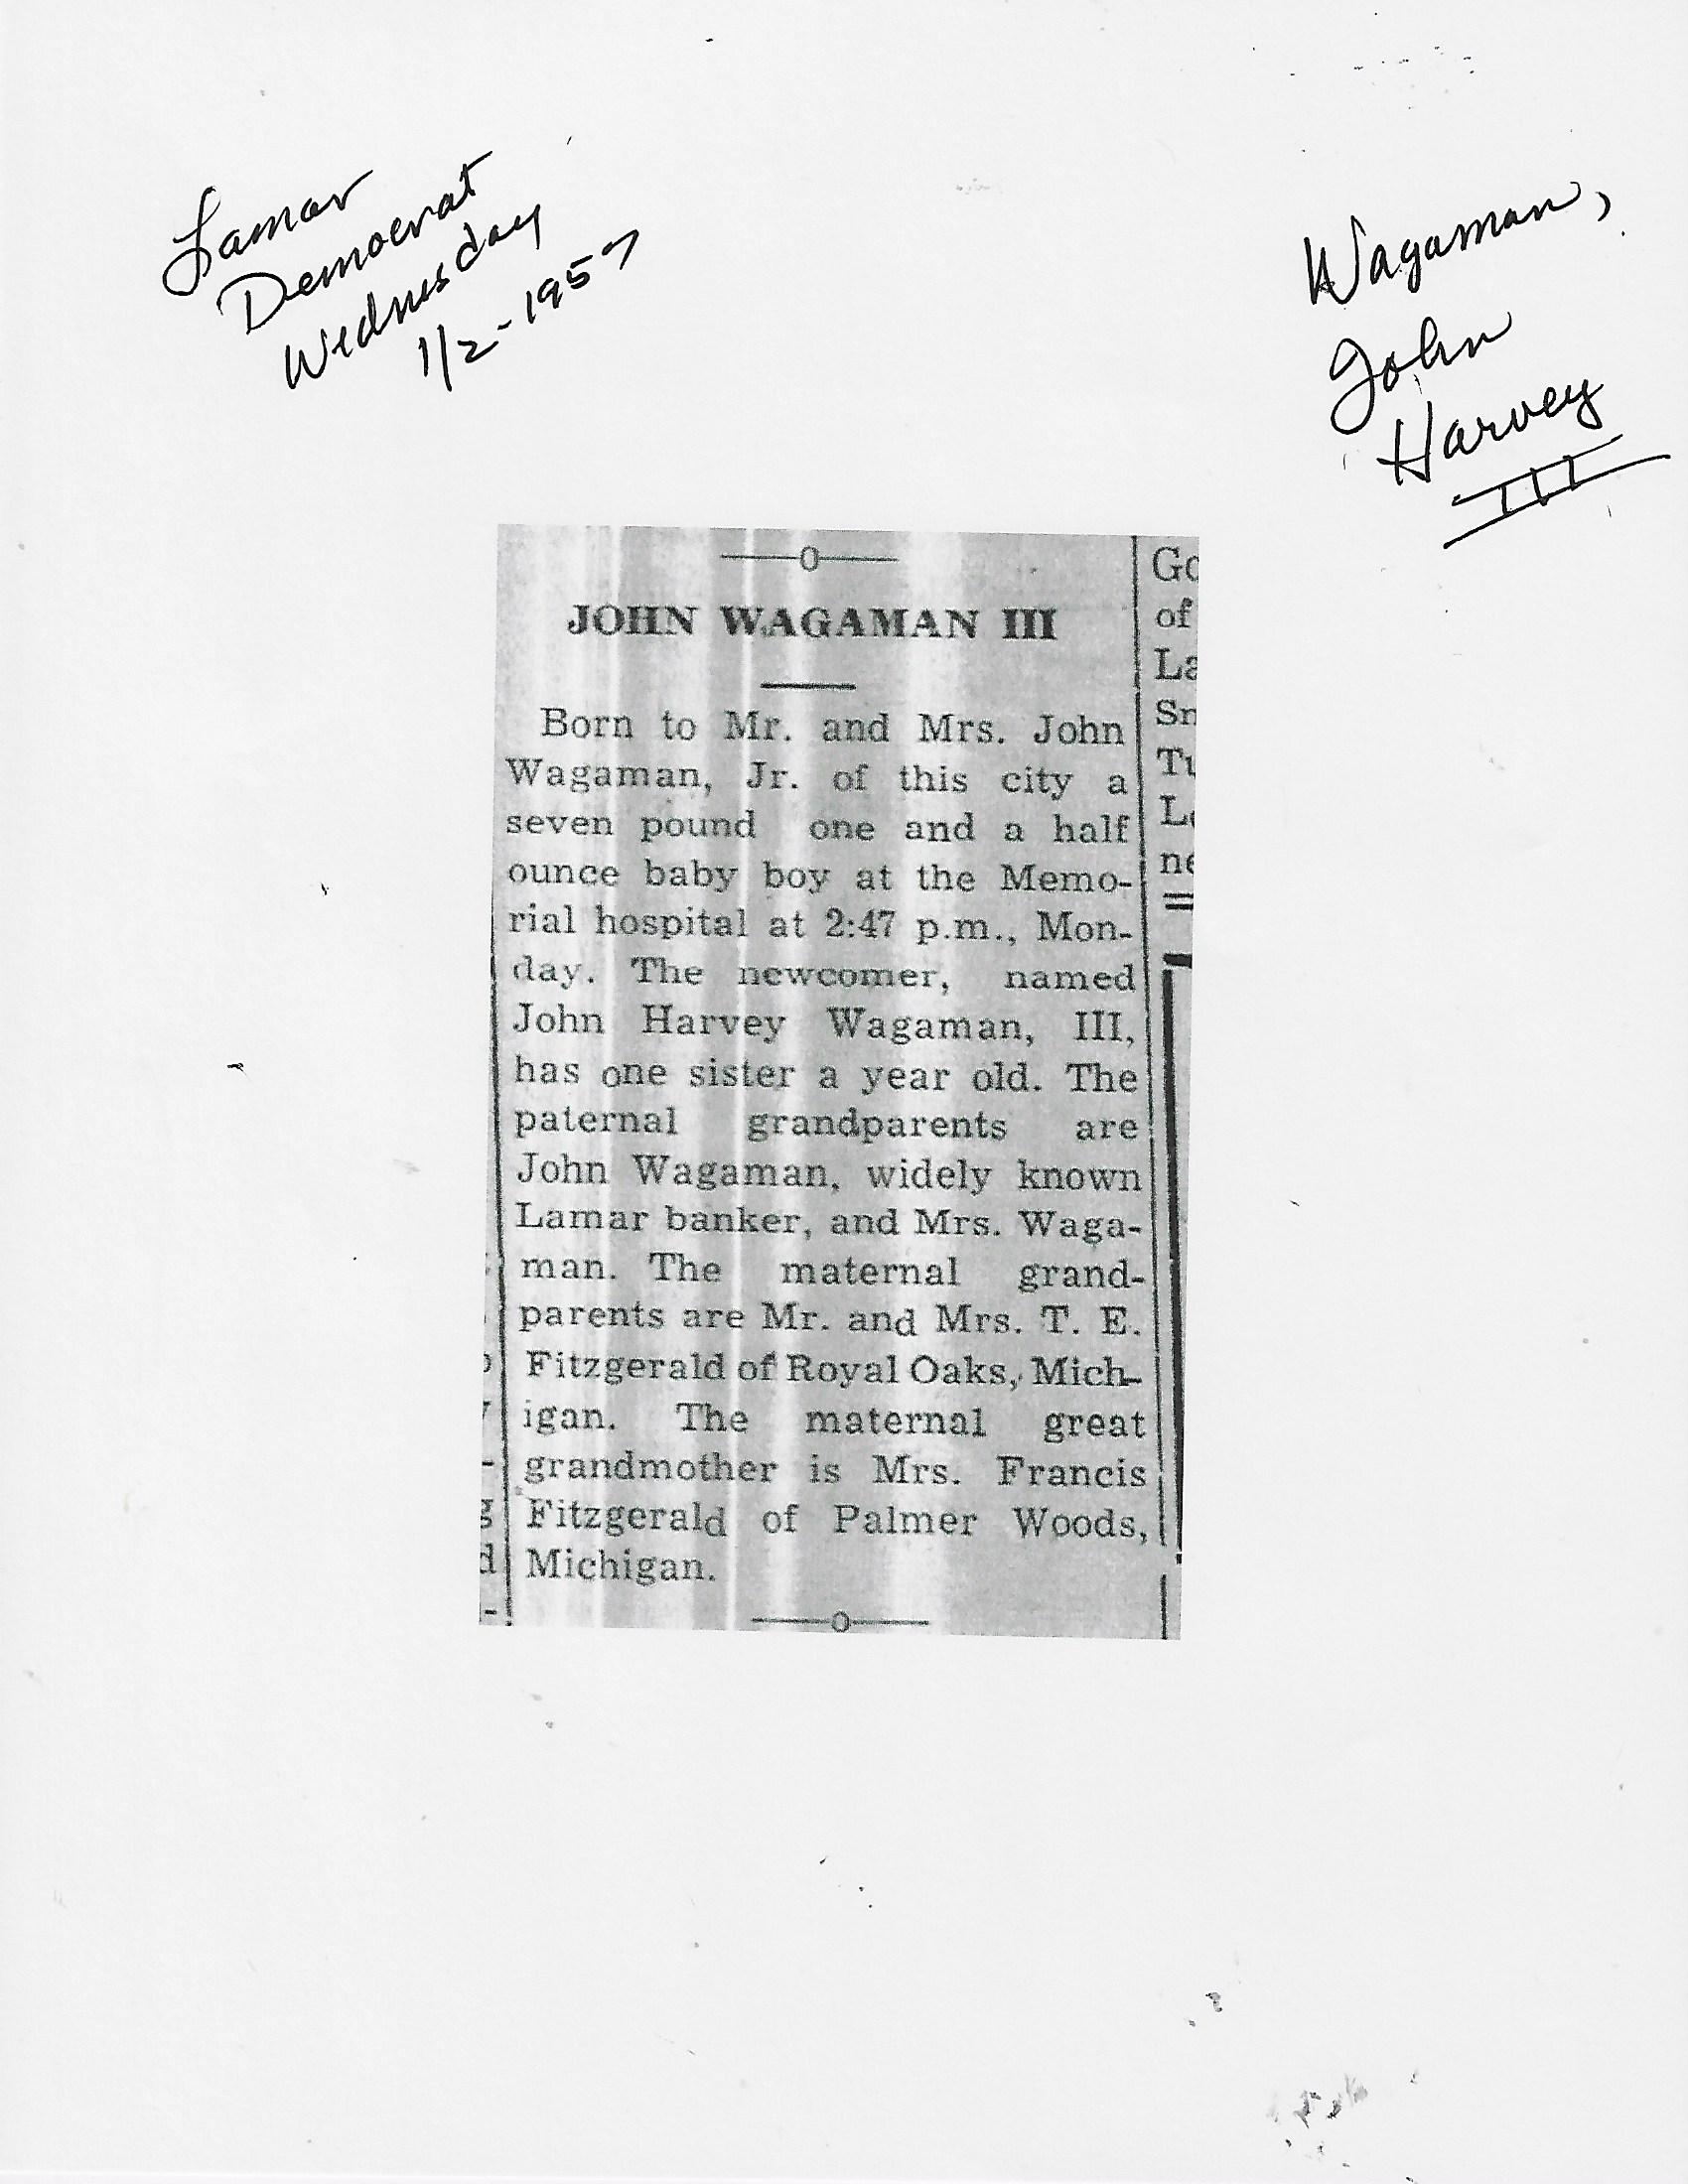 Lamar
Democrat
Wednesday
1/2-1957
Wagaman,
John
Harvey
III
JOHN WAGAMAN III
Born to Mr. and Mrs. John
Wagaman, Jr. of this city a
seven pound one and a half
ounce baby boy at the Memo-
rial hospital at 2:47 p.m., Mon-
day. The newcomer, named
John Harvey Wagaman, III,
has one sister a year old. The
paternal grandparents are
John Wagaman, widely known
Lamar banker, and Mrs. Waga-
man. The maternal grand-
parents are Mr. and Mrs. T. E.
Fitzgerald of Royal Oaks, Mich-
igan. The maternal great
grandmother is Mrs. Francis
Fitzgerald of Palmer Woods,
Michigan.
of